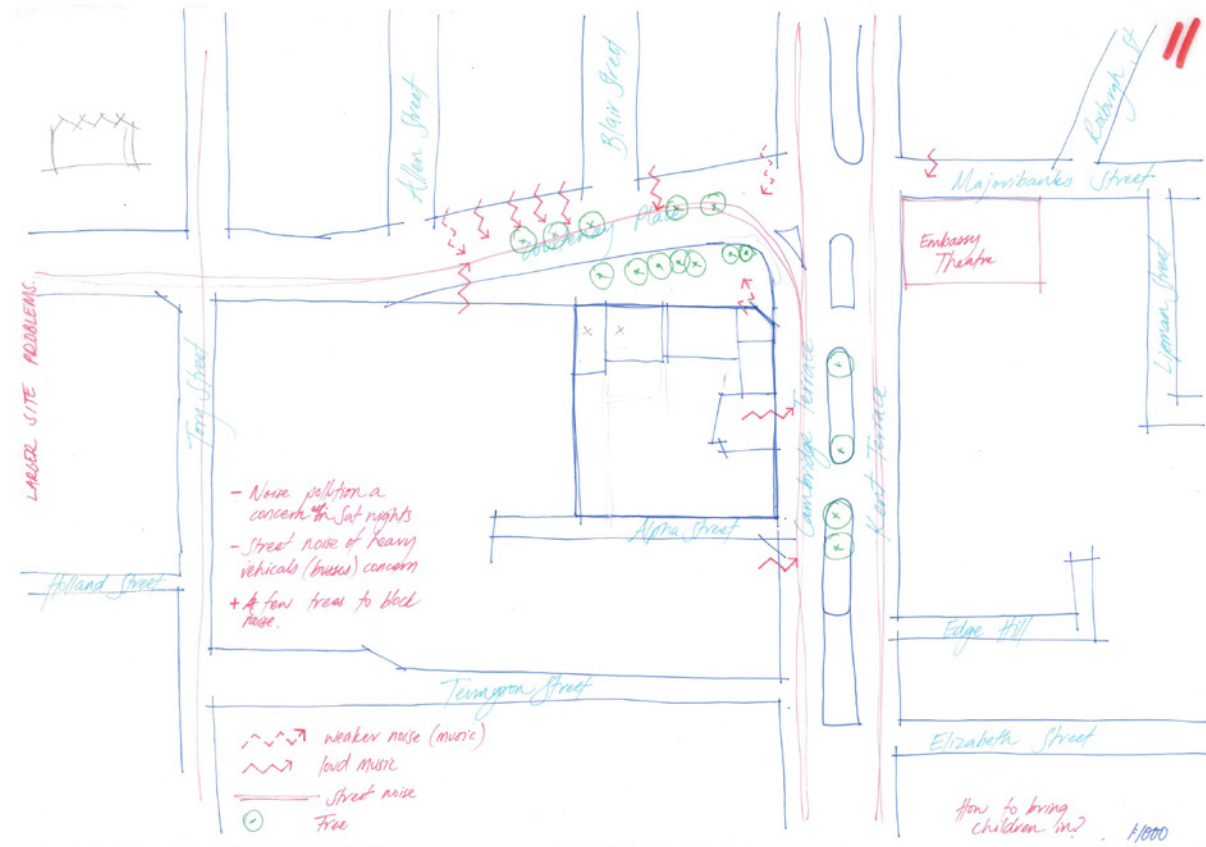 Allen Street
Blair Street
Roxburgh St
Majoribanks Street
Courtenay Place
Embassy
Theatre
Lipman Street
LARGER SITE PROBLEMS.
Tory Street
Cambridge Terrace
Kent Terrace
- Noise pollution a
concern Sat nights
- Street noise of heavy
vehicals (busses) concern
+ A few trees to block
noise.
Alpha Street
Holland Street
Edge Hill
Tennyson Street
Elizabeth Street
weaker noise (music)
loud music
street noise
Tree
How to bring
children in?
1/1000